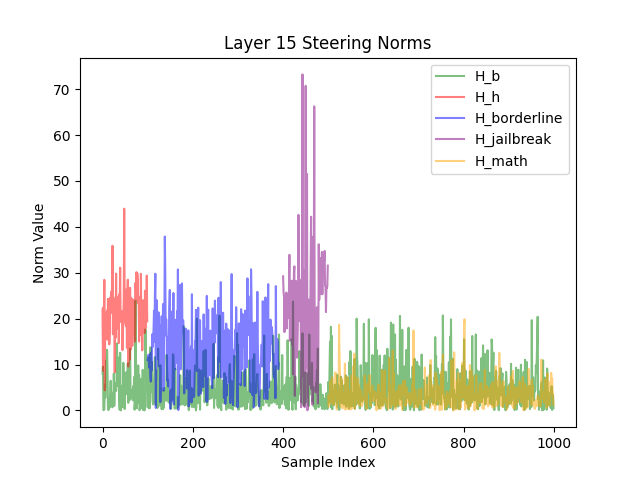 Layer 15 Steering Norms
H_b
H_h
H_borderline
H_jailbreak
H_math
Norm Value
70
60
50
40
30
20
10
0
0
200
400
600
800
1000
Sample Index